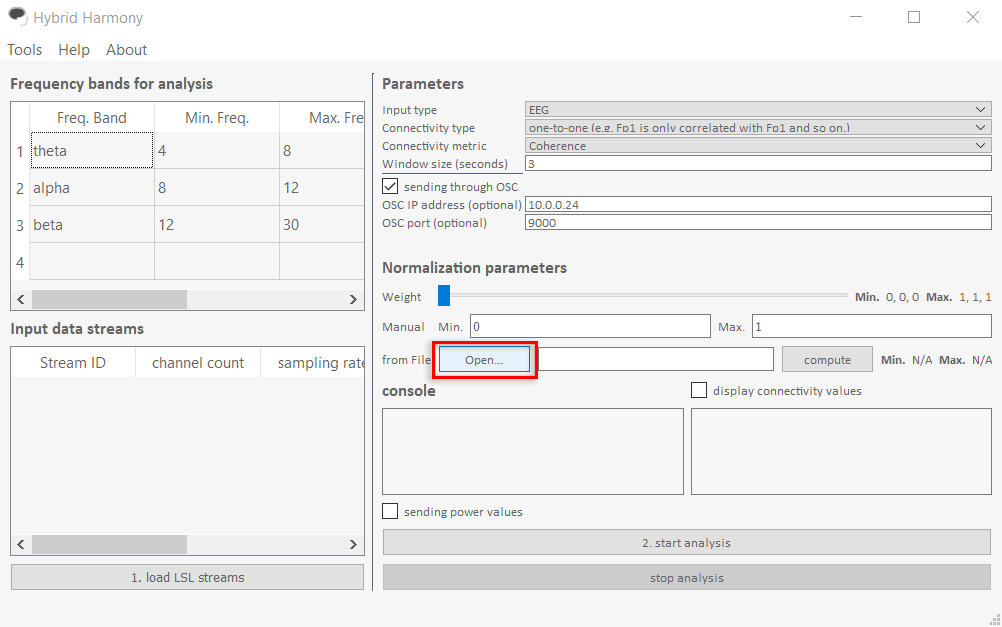 Hybrid Harmony
Tools Help About
Frequency bands for analysis
Freq. Band Min. Freq. Max. Fre
1 theta 4 8
2 alpha 8 12
3 beta 12 30
4
Input data streams
Stream ID channel count sampling rate
1. load LSL streams
Parameters
Input type EEG
Connectivity type one-to-one (e.g. Fp1 is only correlated with Fp1 and so on.)
Connectivity metric Coherence
Window size (seconds) 3
sending through OSC
OSC IP address (optional) 10.0.0.24
OSC port (optional) 9000
Normalization parameters
Weight Min. 0, 0, 0 Max. 1, 1, 1
Manual Min. 0 Max. 1
from File Open... compute Min. N/A Max. N/A
console display connectivity values
sending power values
2. start analysis
stop analysis